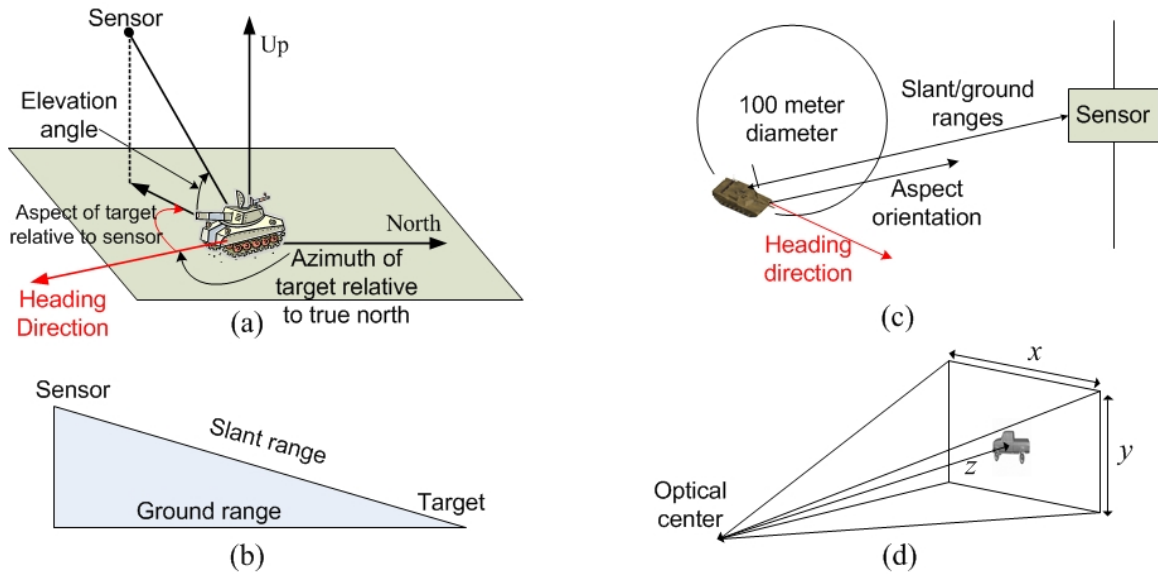 Sensor
Up
Elevation
angle
Aspect of target
relative to sensor
North
Azimuth of
target relative
to true north
Heading
Direction
(a)
Sensor
Slant range
Ground range
Target
(b)
100 meter
diameter
Slant/ground
ranges
Sensor
Aspect
orientation
Heading
direction
(c)
x
y
z
Optical
center
(d)